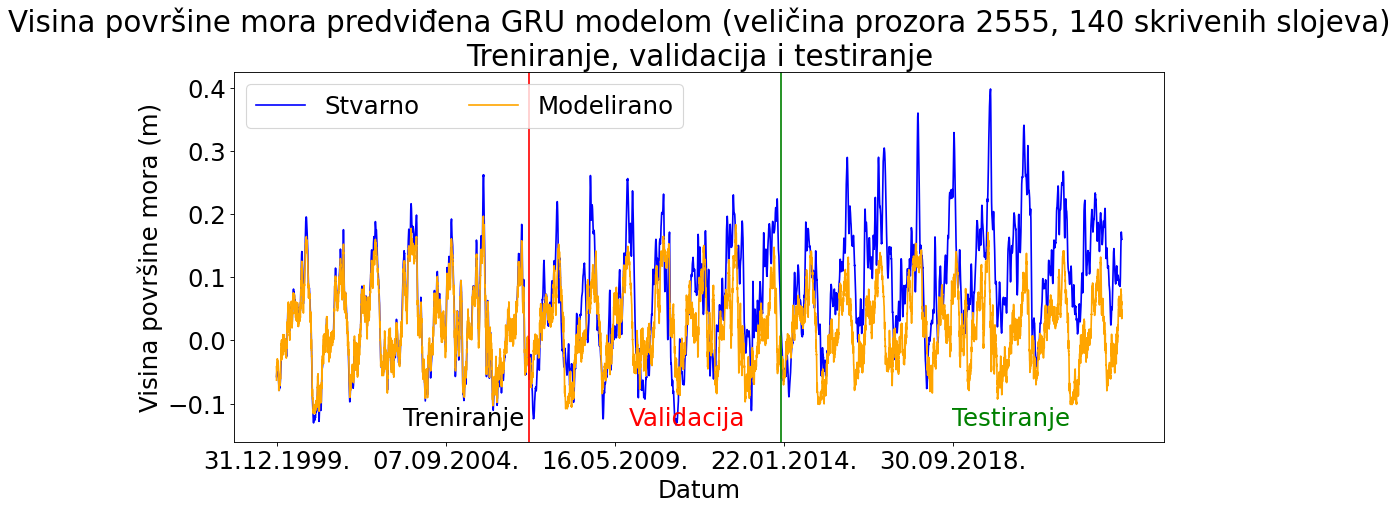 Visina površine mora predviđena GRU modelom (veličina prozora 2555, 140 skrivenih slojeva)
Treniranje, validacija i testiranje
Stvarno
Modelirano
Visina površine mora (m)
0.4
0.3
0.2
0.1
0.0
−0.1
Treniranje
Validacija
Testiranje
31.12.1999.
07.09.2004.
16.05.2009.
22.01.2014.
30.09.2018.
Datum